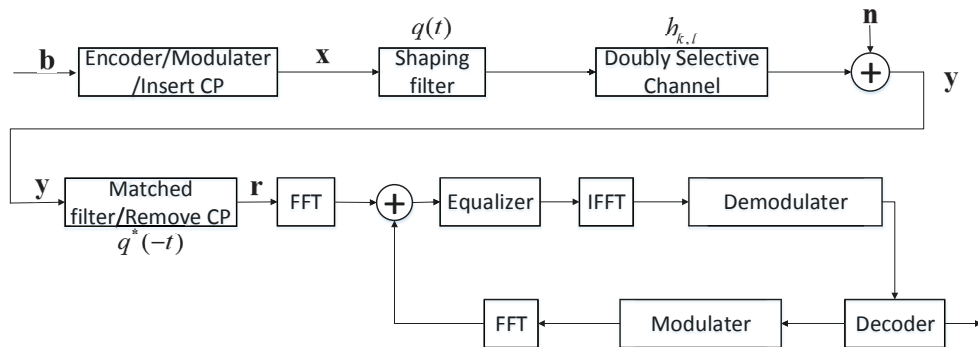 b
Encoder/Modulater
/Insert CP
x
q(t)
Shaping
filter
h_{k,l}
Doubly Selective
Channel
n
+
y
y
Matched
filter/Remove CP
q^*(-t)
r
FFT
+
Equalizer
IFFT
Demodulater
FFT
Modulater
Decoder